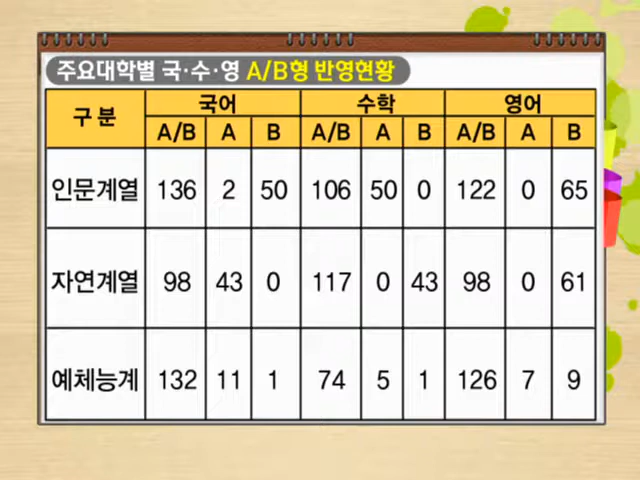 주요대학별 국·수·영 A/B형 반영현황
구분 국어 수학 영어
A/B A B A/B A B A/B A B
인문계열 136 2 50 106 50 0 122 0 65
자연계열 98 43 0 117 0 43 98 0 61
예체능계 132 11 1 74 5 1 126 7 9